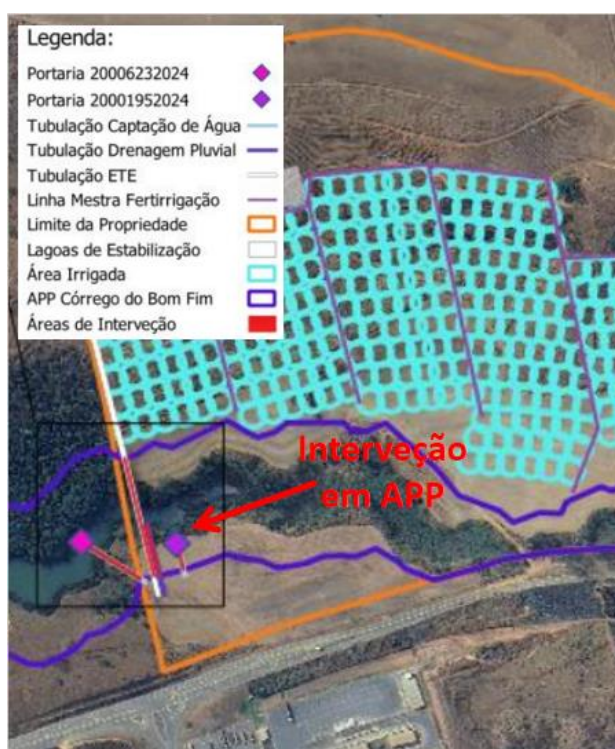 Legenda:
Portaria 20006232024
Portaria 20001952024
Tubulação Captação de Água
Tubulação Drenagem Pluvial
Tubulação ETE
Linha Mestra Fertirrigação
Limite da Propriedade
Lagoas de Estabilização
Área Irrigada
APP Córrego do Bom Fim
Áreas de Interveção
Interveção
em APP